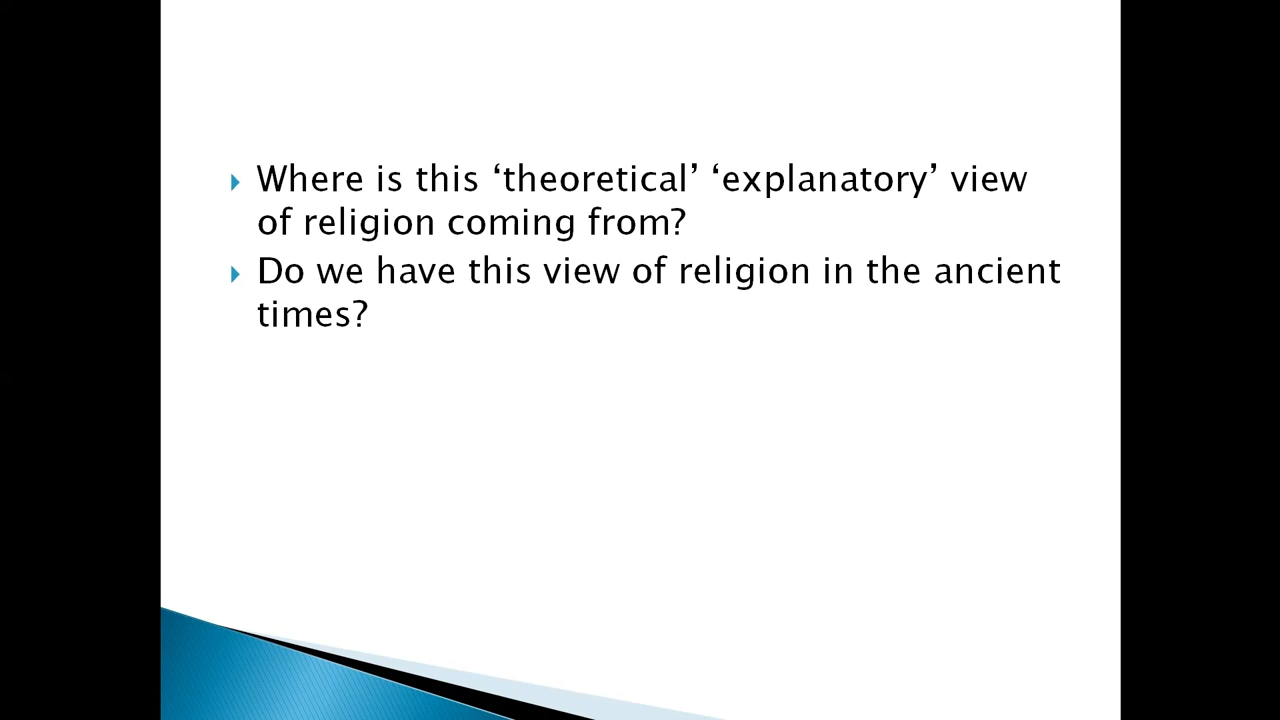 Where is this ‘theoretical’ ‘explanatory’ view
of religion coming from?
Do we have this view of religion in the ancient
times?